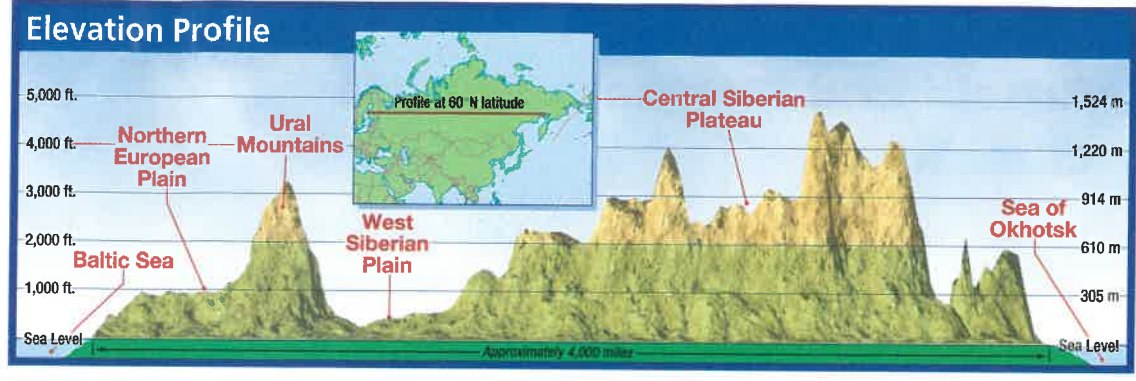 Elevation Profile
5,000 ft.
4,000 ft.
3,000 ft.
2,000 ft.
1,000 ft.
Sea Level
Baltic Sea
Northern
European
Plain
Ural
Mountains
Profile at 60°N latitude
West
Siberian
Plain
Central Siberian
Plateau
Sea of
Okhotsk
1,524 m
1,220 m
914 m
610 m
305 m
Sea Level
Approximately 4,000 miles